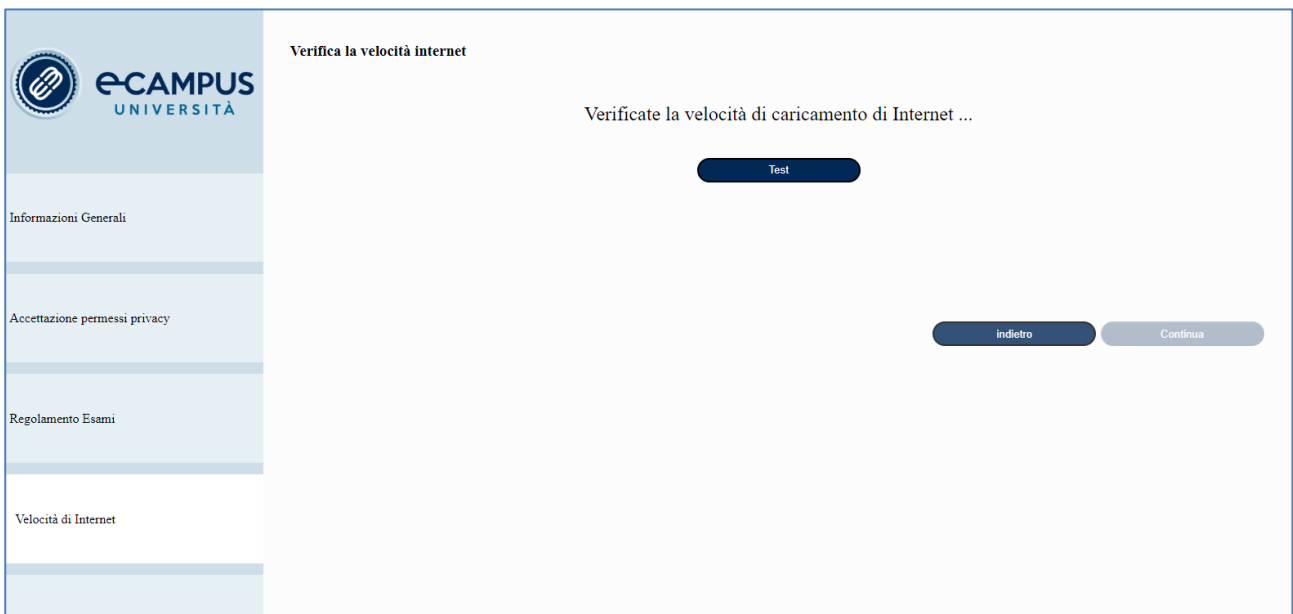 e-CAMPUS
UNIVERSITÀ
Informazioni Generali
Accettazione permessi privacy
Regolamento Esami
Velocità di Internet
Verifica la velocità internet
Verificate la velocità di caricamento di Internet ...
Test
indietro
Continua